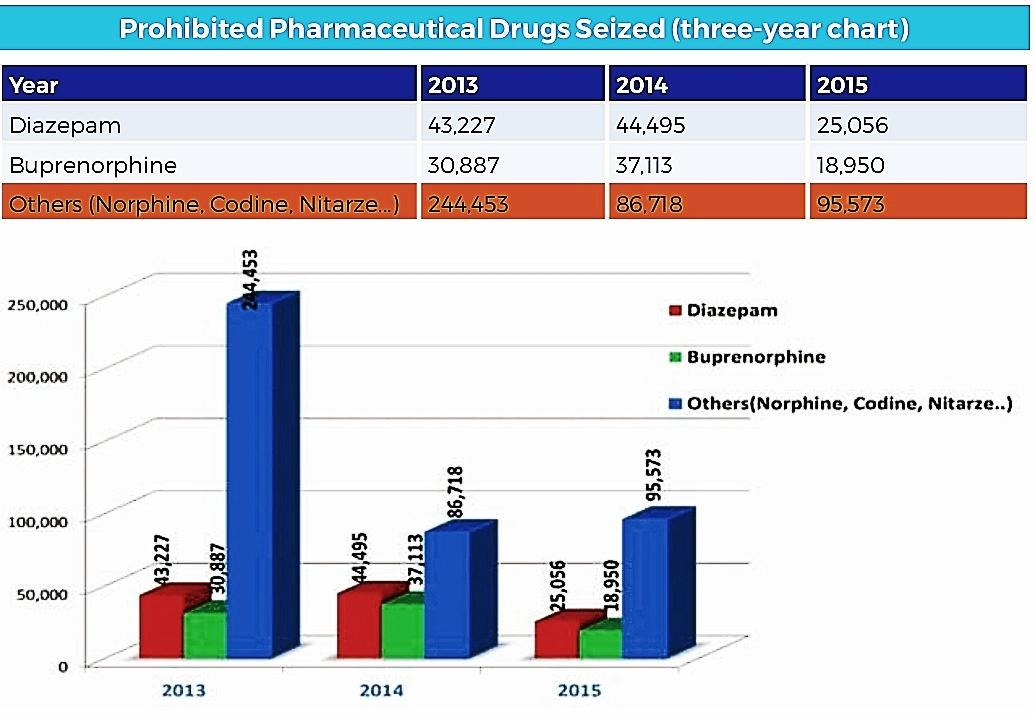 Prohibited Pharmaceutical Drugs Seized (three-year chart)
Year 2013 2014 2015
Diazepam 43,227 44,495 25,056
Buprenorphine 30,887 37,113 18,950
Others (Norphine, Codine, Nitarze...) 244,453 86,718 95,573
244,453
250,000
Diazepam
Buprenorphine
200,000
Others(Norphine, Codine, Nitarze..)
150,000
86,718
95,573
100,000
43,227
30,887
44,495
37,113
25,056
18,950
50,000
0
2013 2014 2015